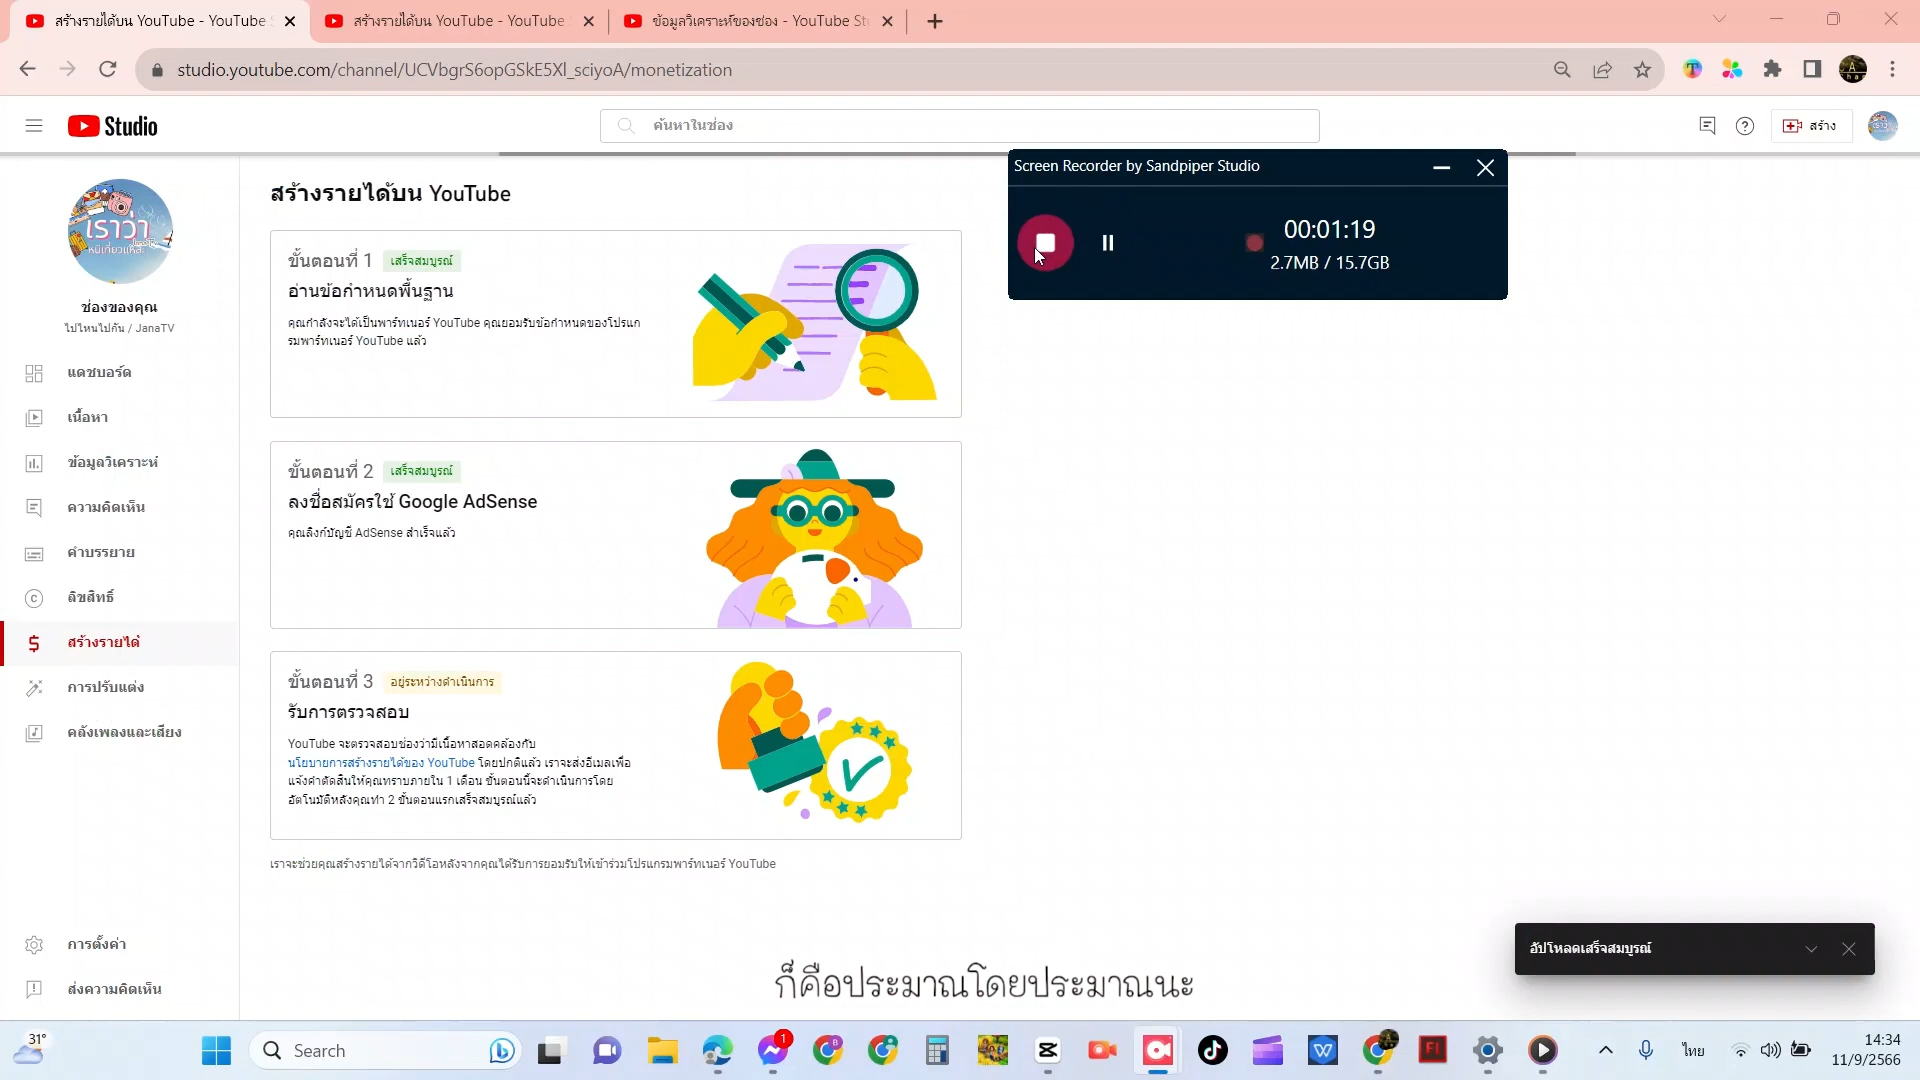 สร้างรายได้บน YouTube - YouTube S
สร้างรายได้บน YouTube - YouTube S
ข้อมูลวิเคราะห์ของช่อง - YouTube Stu
studio.youtube.com/channel/UCVbgrS6opGSkE5Xl_sciyoA/monetization
Studio
ค้นหาในช่อง
สร้าง
Screen Recorder by Sandpiper Studio
00:01:19
2.7MB / 15.7GB
เราว่า
หนีเที่ยวแหล่ะ
JanaTV
ช่องของคุณ
ไปไหนไปกัน / JanaTV
แดชบอร์ด
เนื้อหา
ข้อมูลวิเคราะห์
ความคิดเห็น
คำบรรยาย
ลิขสิทธิ์
สร้างรายได้
การปรับแต่ง
คลังเพลงและเสียง
การตั้งค่า
ส่งความคิดเห็น
สร้างรายได้บน YouTube
ขั้นตอนที่ 1 เสร็จสมบูรณ์
อ่านข้อกำหนดพื้นฐาน
คุณกำลังจะได้เป็นพาร์ทเนอร์ YouTube คุณยอมรับข้อกำหนดของโปรแก
รมพาร์ทเนอร์ YouTube แล้ว
ขั้นตอนที่ 2 เสร็จสมบูรณ์
ลงชื่อสมัครใช้ Google AdSense
คุณลิงก์บัญชี AdSense สำเร็จแล้ว
ขั้นตอนที่ 3 อยู่ระหว่างดำเนินการ
รับการตรวจสอบ
YouTube จะตรวจสอบช่องว่ามีเนื้อหาสอดคล้องกับ
นโยบายการสร้างรายได้ของ YouTube โดยปกติแล้ว เราจะส่งอีเมลเพื่อ
แจ้งคำตัดสินให้คุณทราบภายใน 1 เดือน ขั้นตอนนี้จะดำเนินการโดย
อัตโนมัติหลังคุณทำ 2 ขั้นตอนแรกเสร็จสมบูรณ์แล้ว
เราจะช่วยคุณสร้างรายได้จากวิดีโอหลังจากคุณได้รับการยอมรับให้เข้าร่วมโปรแกรมพาร์ทเนอร์ YouTube
อัปโหลดเสร็จสมบูรณ์
ก็คือประมาณโดยประมาณนะ
31°
Search
1
ไทย
14:34
11/9/2566